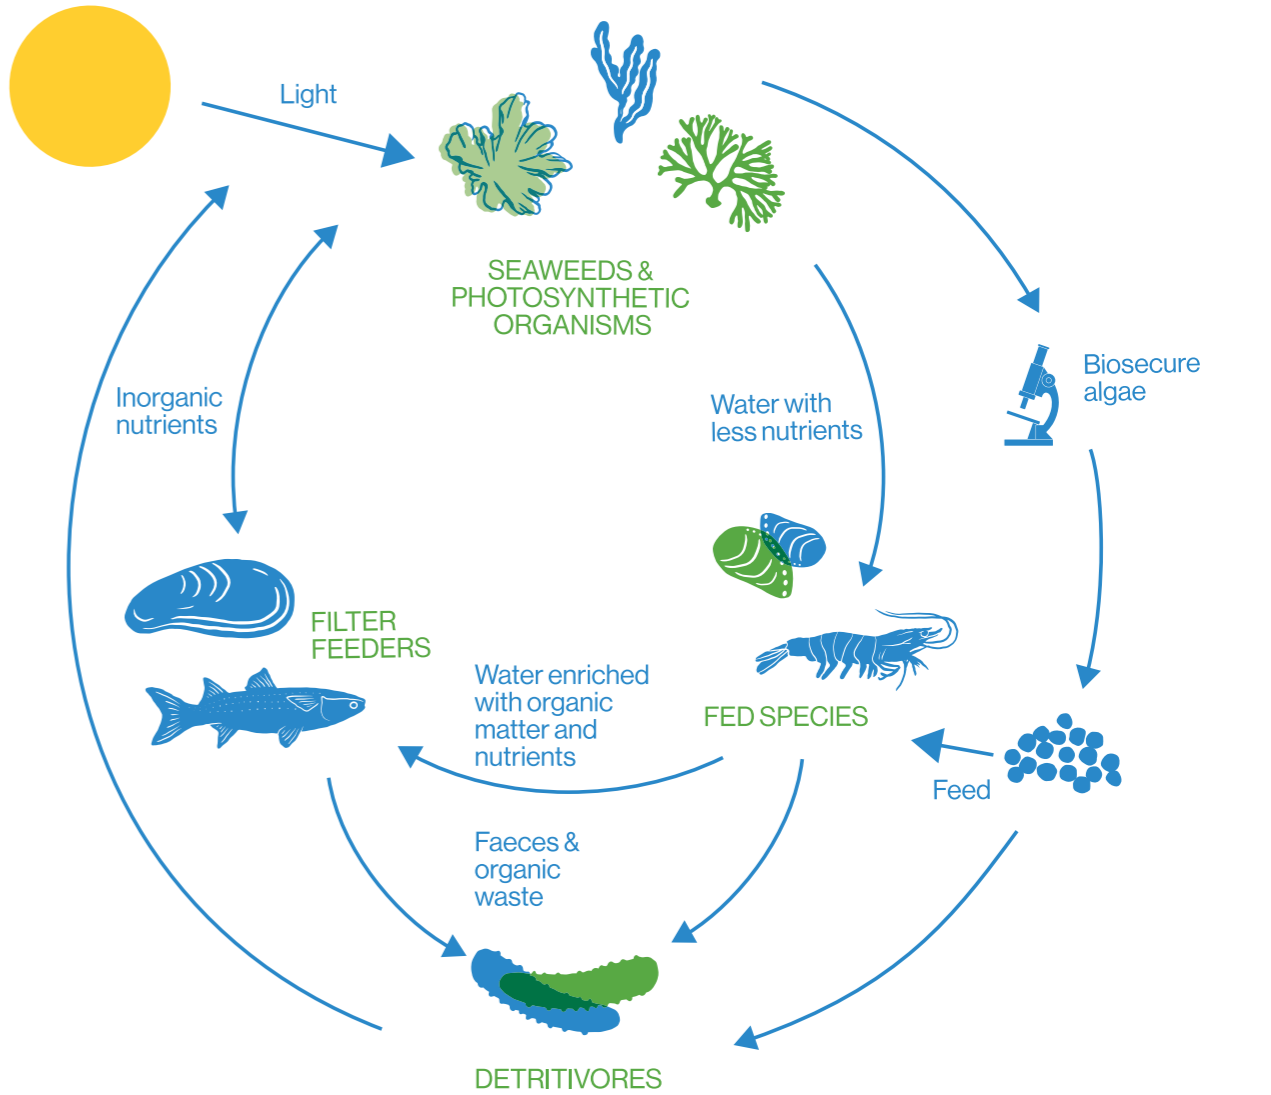 Light
SEAWEEDS &
PHOTOSYNTHETIC
ORGANISMS
Biosecure
algae
Inorganic
nutrients
Water with
less nutrients
FILTER
FEEDERS
Water enriched
with organic
matter and
nutrients
FED SPECIES
Feed
Faeces &
organic
waste
DETRITIVORES